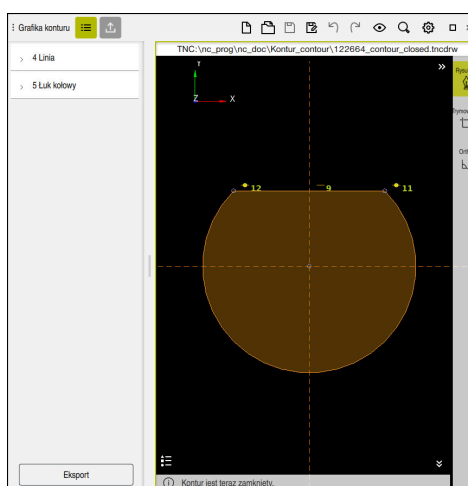 Grafika konturu
TNC:\nc_prog\nc_doc\Kontur_contour\122664_contour_closed.tncdrw
4 Linia
5 Łuk kołowy
Y
Z X
12 9 11
Eksport
Kontur jest teraz zamknięty.